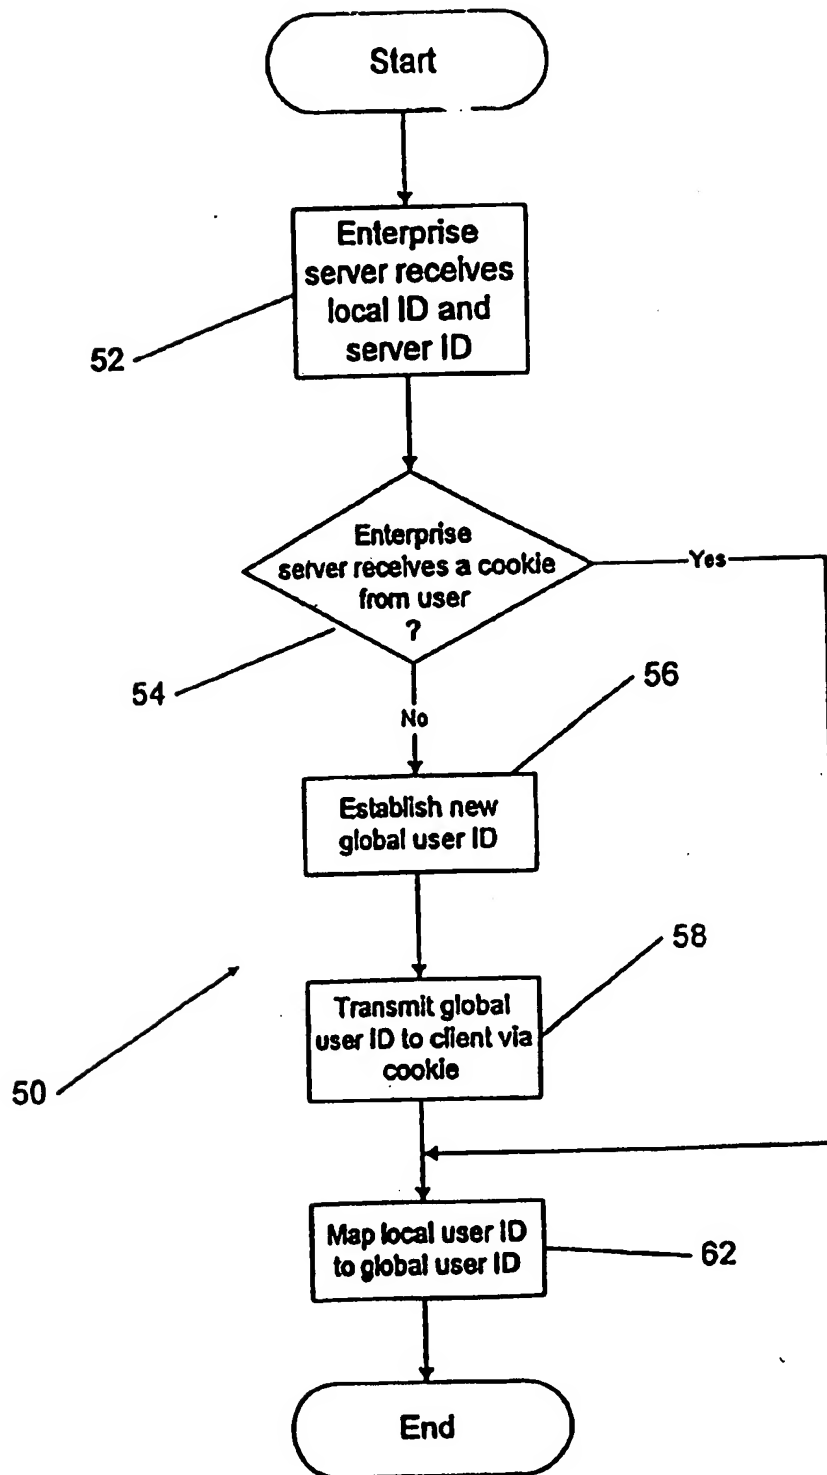 Start
Enterprise
server receives
local ID and
server ID
52
Enterprise
server receives a cookie
from user
?
Yes
54
56
No
Establish new
global user ID
58
Transmit global
user ID to client via
cookie
50
Map local user ID
to global user ID
62
End